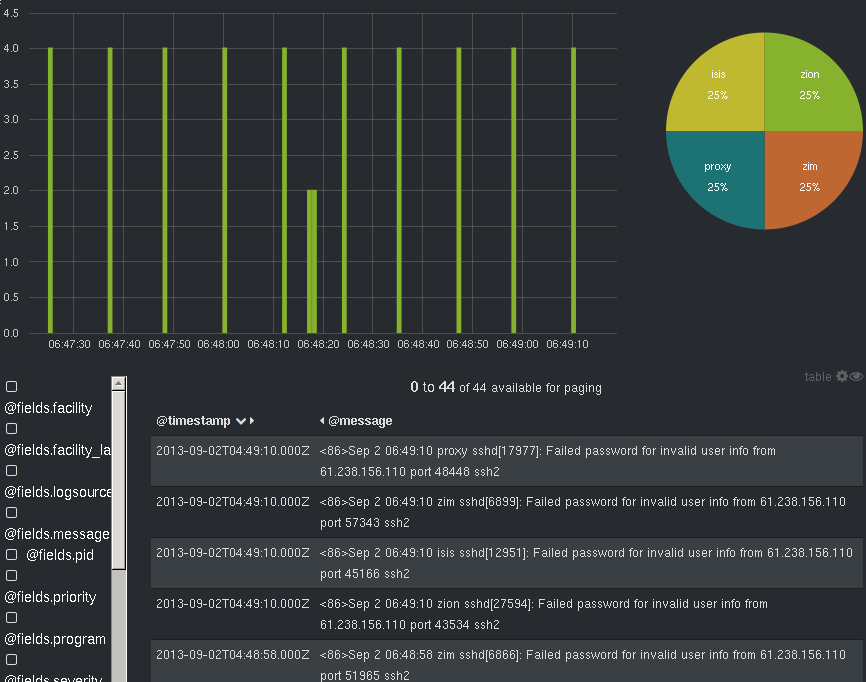 4.5
4.0
3.5
3.0
2.5
2.0
1.5
1.0
0.5
0.0
06:47:30 06:47:40 06:47:50 06:48:00 06:48:10 06:48:20 06:48:30 06:48:40 06:48:50 06:49:00 06:49:10
isis
25%
zion
25%
proxy
25%
zim
25%
table
0 to 44 of 44 available for paging
@fields.facility
@fields.facility_la
@fields.logsource
@fields.message
@fields.pid
@fields.priority
@fields.program
@fields.severity
@timestamp @message
2013-09-02T04:49:10.000Z <86>Sep 2 06:49:10 proxy sshd[17977]: Failed password for invalid user info from
61.238.156.110 port 48448 ssh2
2013-09-02T04:49:10.000Z <86>Sep 2 06:49:10 zim sshd[6899]: Failed password for invalid user info from 61.238.156.110
port 57343 ssh2
2013-09-02T04:49:10.000Z <86>Sep 2 06:49:10 isis sshd[12951]: Failed password for invalid user info from 61.238.156.110
port 45166 ssh2
2013-09-02T04:49:10.000Z <86>Sep 2 06:49:10 zion sshd[27594]: Failed password for invalid user info from
61.238.156.110 port 43534 ssh2
2013-09-02T04:48:58.000Z <86>Sep 2 06:48:58 zim sshd[6866]: Failed password for invalid user info from 61.238.156.110
port 51965 ssh2